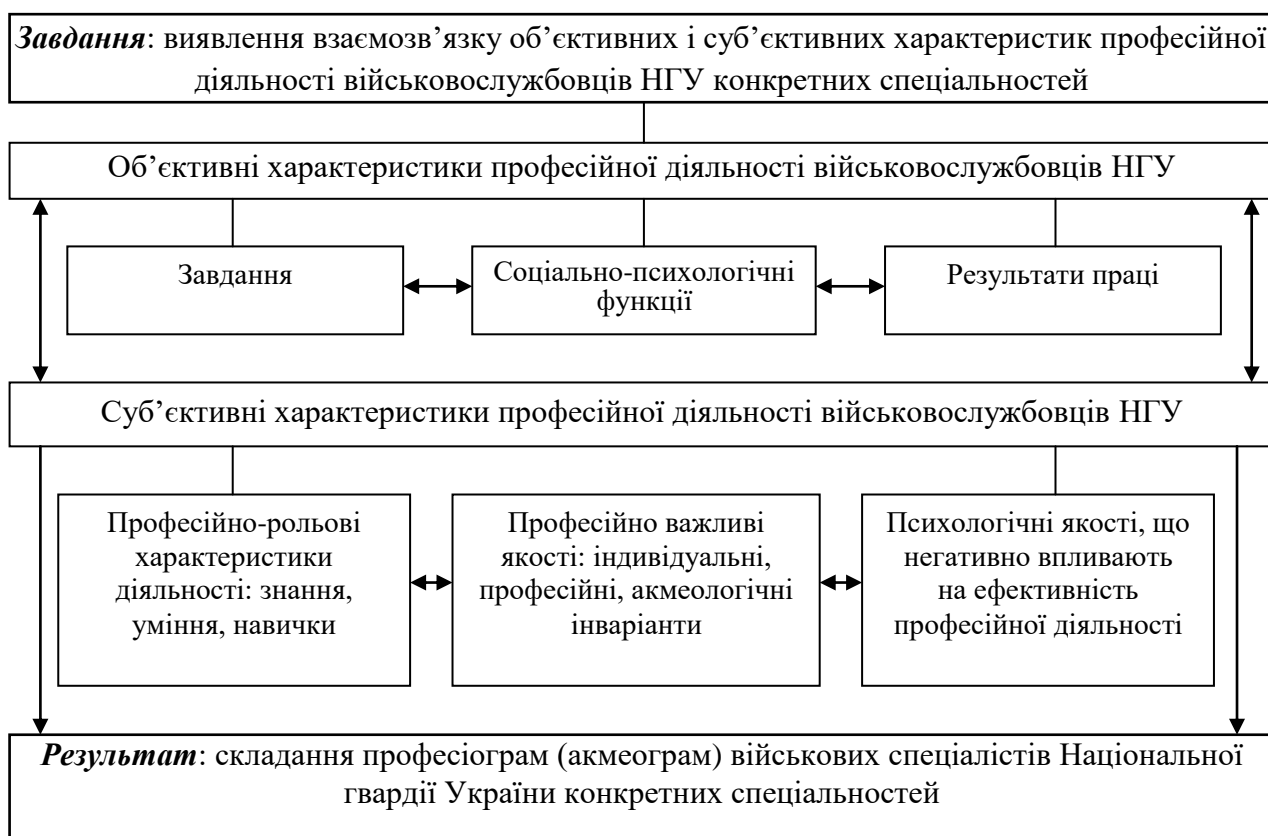 Завдання: виявлення взаємозв’язку об’єктивних і суб’єктивних характеристик професійної
діяльності військовослужбовців НГУ конкретних спеціальностей
Об’єктивні характеристики професійної діяльності військовослужбовців НГУ
Завдання
Соціально-психологічні
функції
Результати праці
Суб’єктивні характеристики професійної діяльності військовослужбовців НГУ
Професійно-рольові
характеристики
діяльності: знання,
уміння, навички
Професійно важливі
якості: індивідуальні,
професійні, акмеологічні
інваріанти
Психологічні якості, що
негативно впливають
на ефективність
професійної діяльності
Результат: складання професіограм (акмеограм) військових спеціалістів Національної
гвардії України конкретних спеціальностей